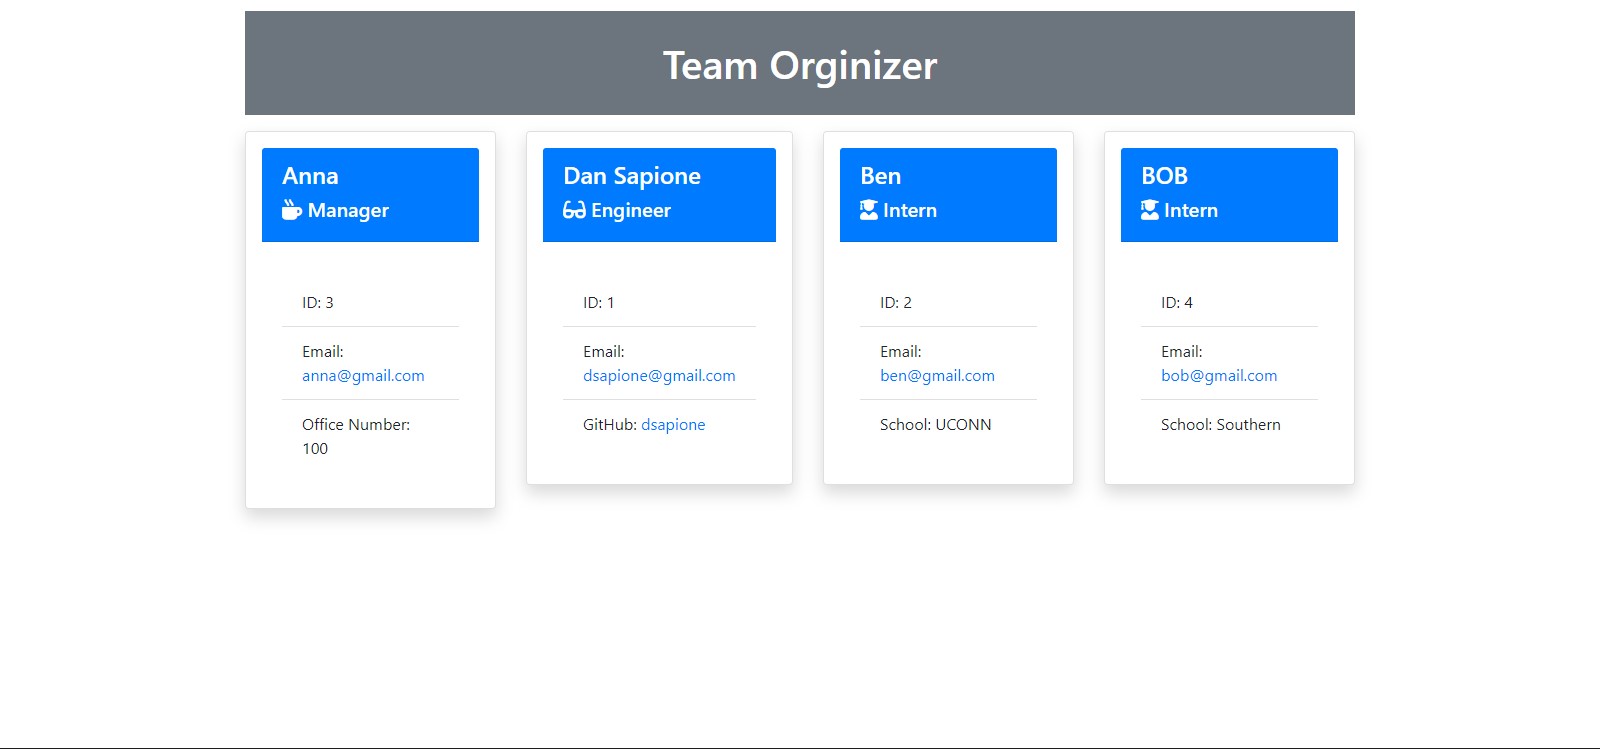 Team Orginizer
Anna
Manager
ID: 3
Email:
anna@gmail.com
Office Number:
100
Dan Sapione
Engineer
ID: 1
Email:
dsapione@gmail.com
GitHub: dsapione
Ben
Intern
ID: 2
Email:
ben@gmail.com
School: UCONN
BOB
Intern
ID: 4
Email:
bob@gmail.com
School: Southern